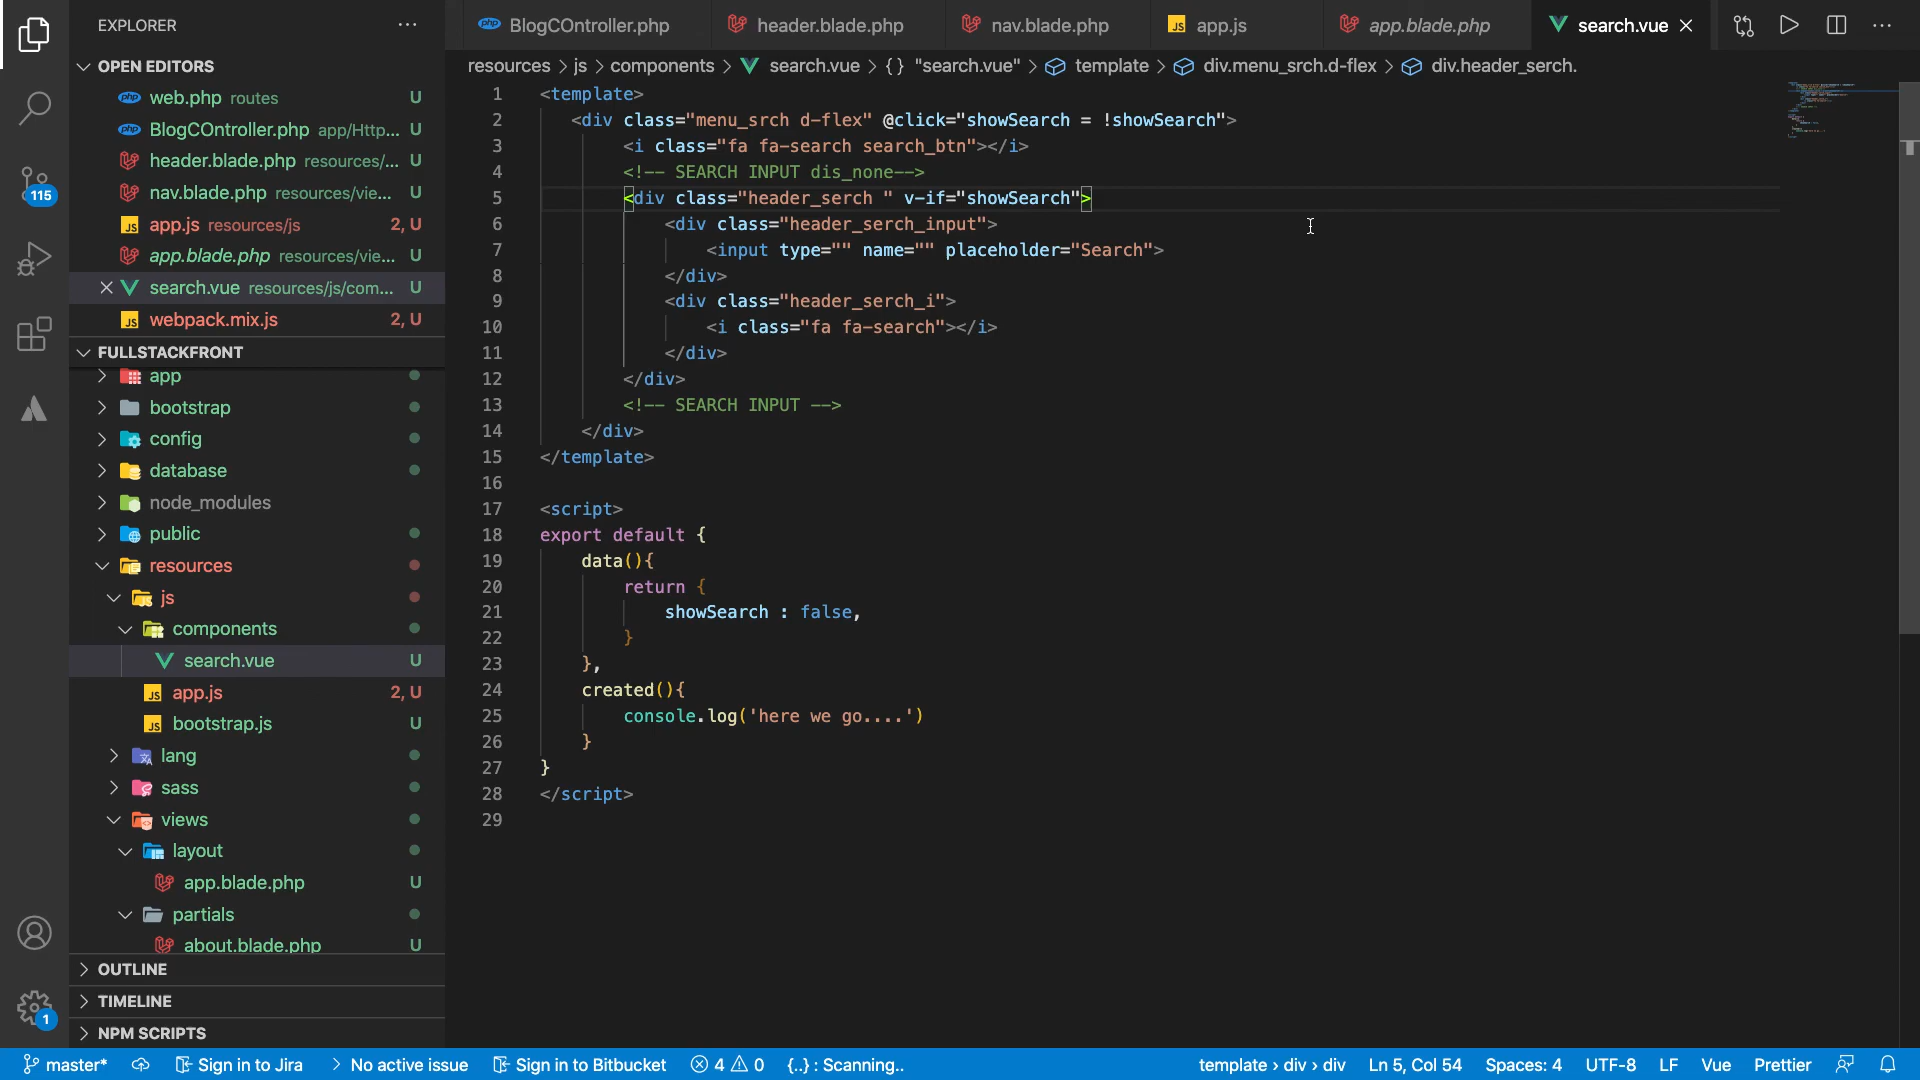 EXPLORER
OPEN EDITORS
web.php routes U
BlogCOntroller.php app/Http... U
header.blade.php resources/... U
nav.blade.php resources/vie... U
app.js resources/js 2, U
app.blade.php resources/vie... U
search.vue resources/js/com... U
webpack.mix.js 2, U
FULLSTACKFRONT
app
bootstrap
config
database
node_modules
public
resources
js
components
search.vue U
app.js 2, U
bootstrap.js U
lang
sass
views
layout
app.blade.php U
partials
about.blade.php U
OUTLINE
TIMELINE
NPM SCRIPTS
115
1
BlogCOntroller.php header.blade.php nav.blade.php app.js app.blade.php search.vue
resources > js > components > search.vue > {} "search.vue" > template > div.menu_srch.d-flex > div.header_serch.
1 <template>
2 <div class="menu_srch d-flex" @click="showSearch = !showSearch">
3 <i class="fa fa-search search_btn"></i>
4 <!-- SEARCH INPUT dis_none-->
5 <div class="header_serch " v-if="showSearch">
6 <div class="header_serch_input">
7 <input type="" name="" placeholder="Search">
8 </div>
9 <div class="header_serch_i">
10 <i class="fa fa-search"></i>
11 </div>
12 </div>
13 <!-- SEARCH INPUT -->
14 </div>
15 </template>
16
17 <script>
18 export default {
19 data(){
20 return {
21 showSearch : false,
22 }
23 },
24 created(){
25 console.log('here we go....')
26 }
27 }
28 </script>
29
master* Sign in to Jira No active issue Sign in to Bitbucket 4 0 {..} : Scanning.. template › div › div Ln 5, Col 54 Spaces: 4 UTF-8 LF Vue Prettier